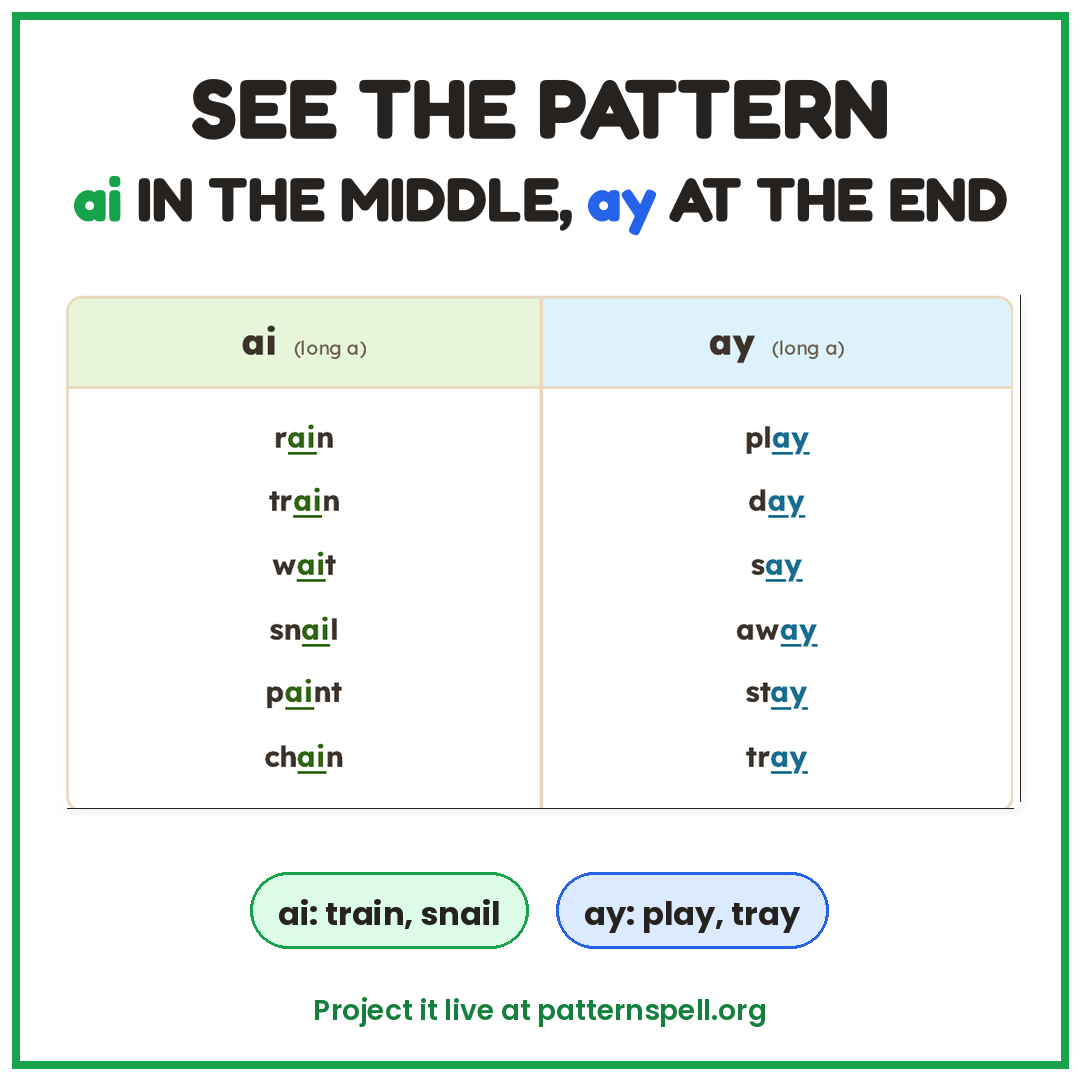 SEE THE PATTERN
ai IN THE MIDDLE, ay AT THE END
ai (long a) ay (long a)
rain play
train day
wait say
snail away
paint stay
chain tray
ai: train, snail ay: play, tray
Project it live at patternspell.org